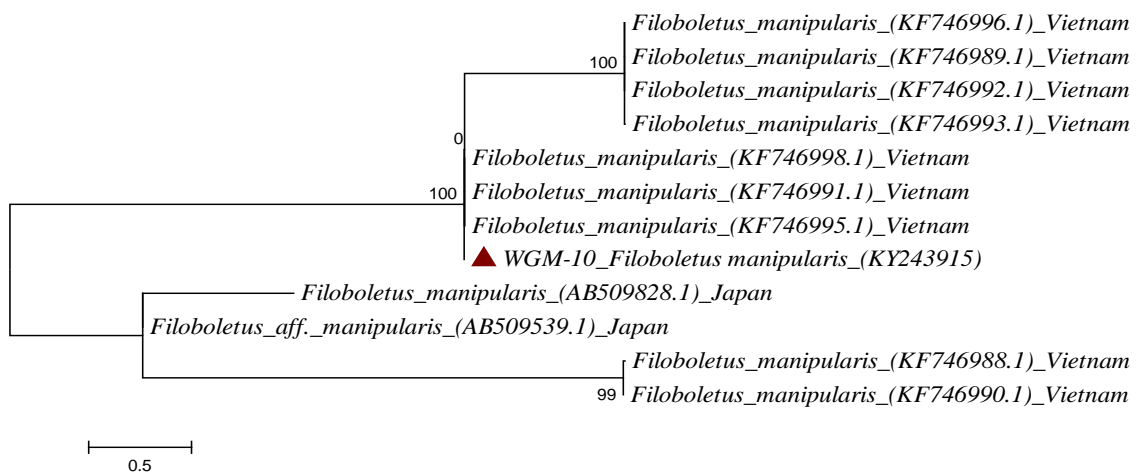 Filoboletus_manipularis_(KF746996.1)_Vietnam
Filoboletus_manipularis_(KF746989.1)_Vietnam
100
Filoboletus_manipularis_(KF746992.1)_Vietnam
Filoboletus_manipularis_(KF746993.1)_Vietnam
0
Filoboletus_manipularis_(KF746998.1)_Vietnam
100
Filoboletus_manipularis_(KF746991.1)_Vietnam
Filoboletus_manipularis_(KF746995.1)_Vietnam
WGM-10_Filoboletus manipularis_(KY243915)
Filoboletus_manipularis_(AB509828.1)_Japan
Filoboletus_aff._manipularis_(AB509539.1)_Japan
Filoboletus_manipularis_(KF746988.1)_Vietnam
99
Filoboletus_manipularis_(KF746990.1)_Vietnam
0.5